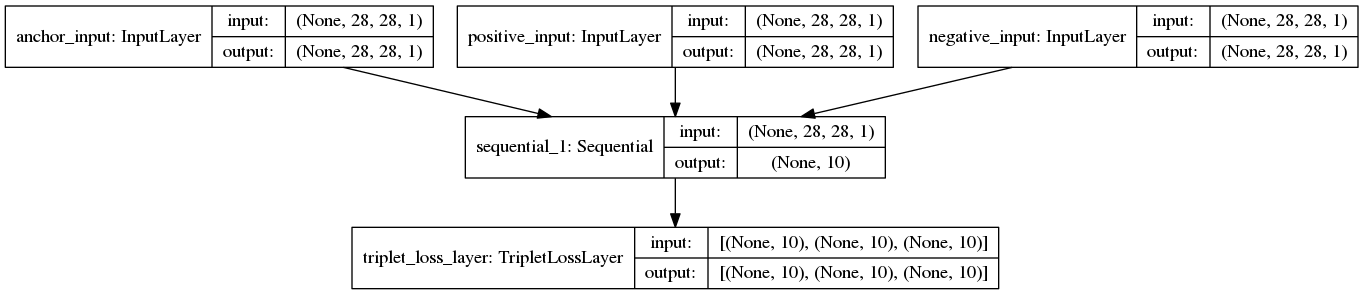 anchor_input: InputLayer
input: (None, 28, 28, 1)
output: (None, 28, 28, 1)
positive_input: InputLayer
input: (None, 28, 28, 1)
output: (None, 28, 28, 1)
negative_input: InputLayer
input: (None, 28, 28, 1)
output: (None, 28, 28, 1)
sequential_1: Sequential
input: (None, 28, 28, 1)
output: (None, 10)
triplet_loss_layer: TripletLossLayer
input: [(None, 10), (None, 10), (None, 10)]
output: [(None, 10), (None, 10), (None, 10)]